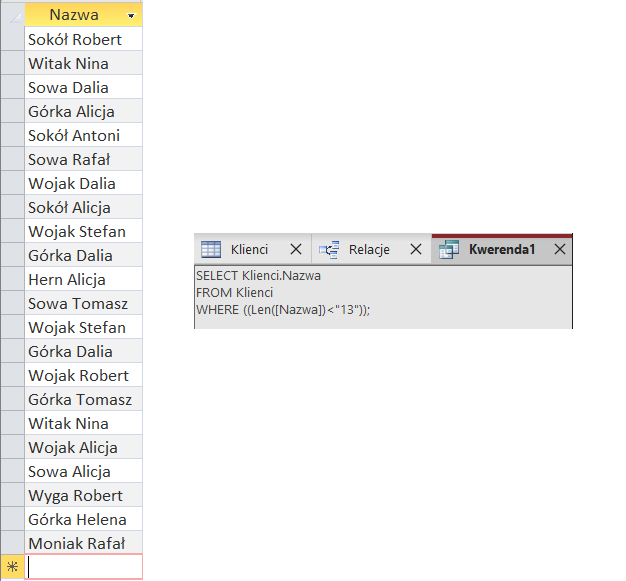 Nazwa
Sokół Robert
Witak Nina
Sowa Dalia
Górka Alicja
Sokół Antoni
Sowa Rafał
Wojak Dalia
Sokół Alicja
Wojak Stefan
Górka Dalia
Hern Alicja
Sowa Tomasz
Wojak Stefan
Górka Dalia
Wojak Robert
Górka Tomasz
Witak Nina
Wojak Alicja
Sowa Alicja
Wyga Robert
Górka Helena
Moniak Rafał
Klienci Relacje Kwerenda1
SELECT Klienci.Nazwa
FROM Klienci
WHERE ((Len([Nazwa])<"13"));